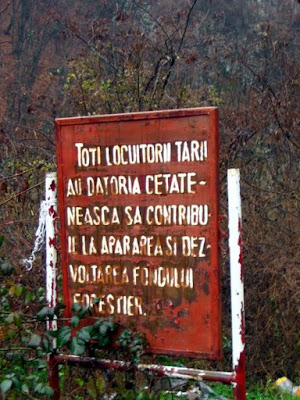 TOTI LOCUITORII TARII
AU DATORIA CETATE-
NEASCA SA CONTRIBU-
IE LA APARAREA SI DEZ-
VOLTAREA FONDULUI
FORESTIER.